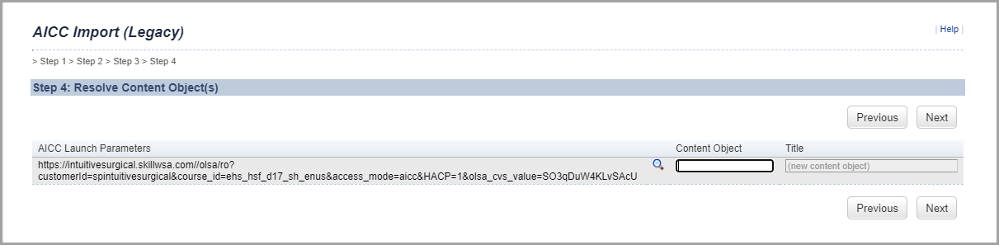 AICC Import (Legacy)
| Help |
> Step 1 > Step 2 > Step 3 > Step 4
Step 4: Resolve Content Object(s)
Previous Next
AICC Launch Parameters Content Object Title
https://intuitivesurgical.skillwsa.com//olsa/ro?
customerId=spintuitivesurgical&course_id=ehs_hsf_d17_sh_enus&access_mode=aicc&HACP=1&olsa_cvs_value=SO3qDuW4KLvSAcU
(new content object)
Previous Next